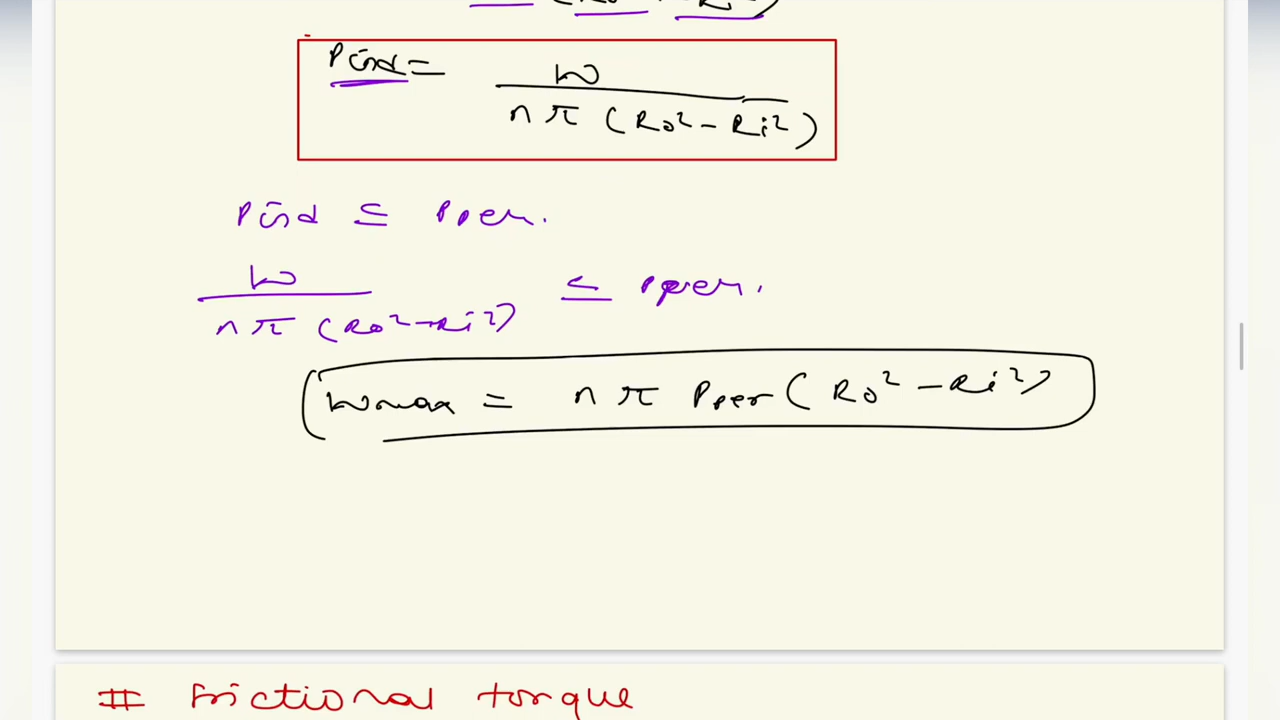 Pind = W / nπ (Ro² - Ri²)
Pind ≤ Pper.
W / nπ (Ro² - Ri²) ≤ Pper.
Wmax = nπ Pper (Ro² - Ri²)
# Frictional torque